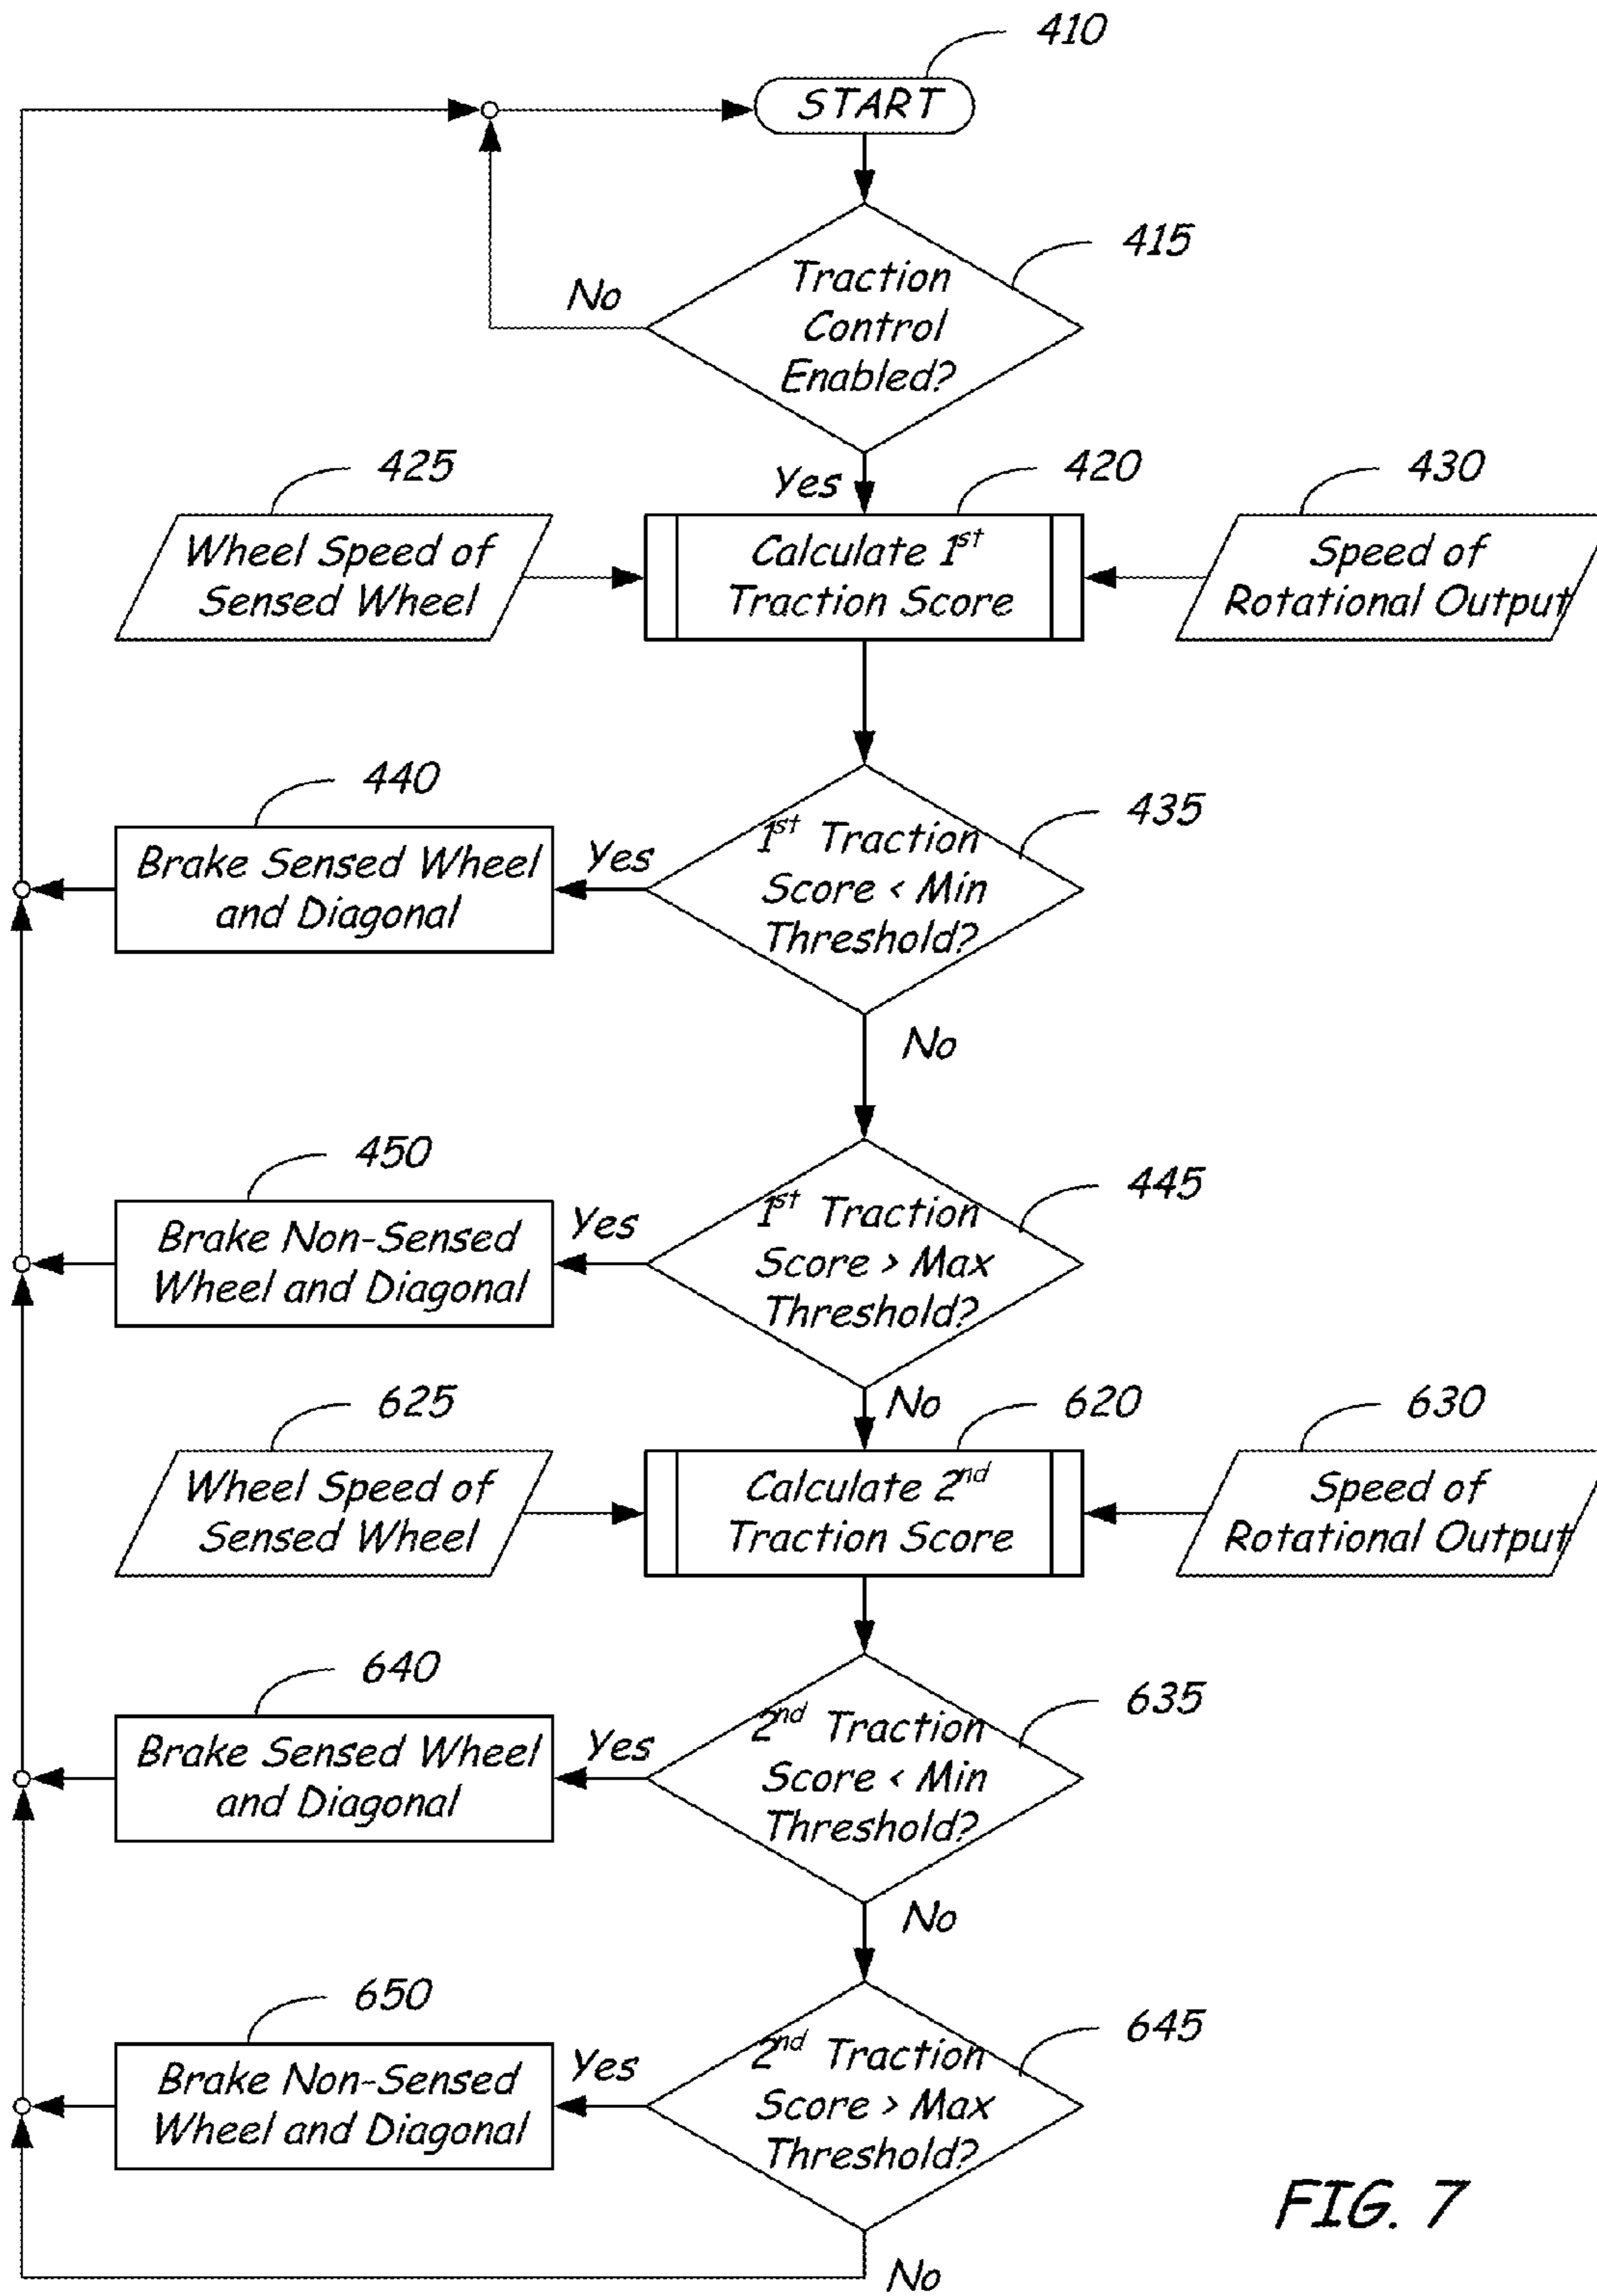 410
START
415
Traction
Control
Enabled?
No
Yes
425
Wheel Speed of
Sensed Wheel
420
Calculate 1st
Traction Score
430
Speed of
Rotational Output
440
Brake Sensed Wheel
and Diagonal
Yes
435
1st Traction
Score < Min
Threshold?
No
450
Brake Non-Sensed
Wheel and Diagonal
Yes
445
1st Traction
Score > Max
Threshold?
No
625
Wheel Speed of
Sensed Wheel
620
Calculate 2nd
Traction Score
630
Speed of
Rotational Output
640
Brake Sensed Wheel
and Diagonal
Yes
635
2nd Traction
Score < Min
Threshold?
No
650
Brake Non-Sensed
Wheel and Diagonal
Yes
645
2nd Traction
Score > Max
Threshold?
No
FIG. 7